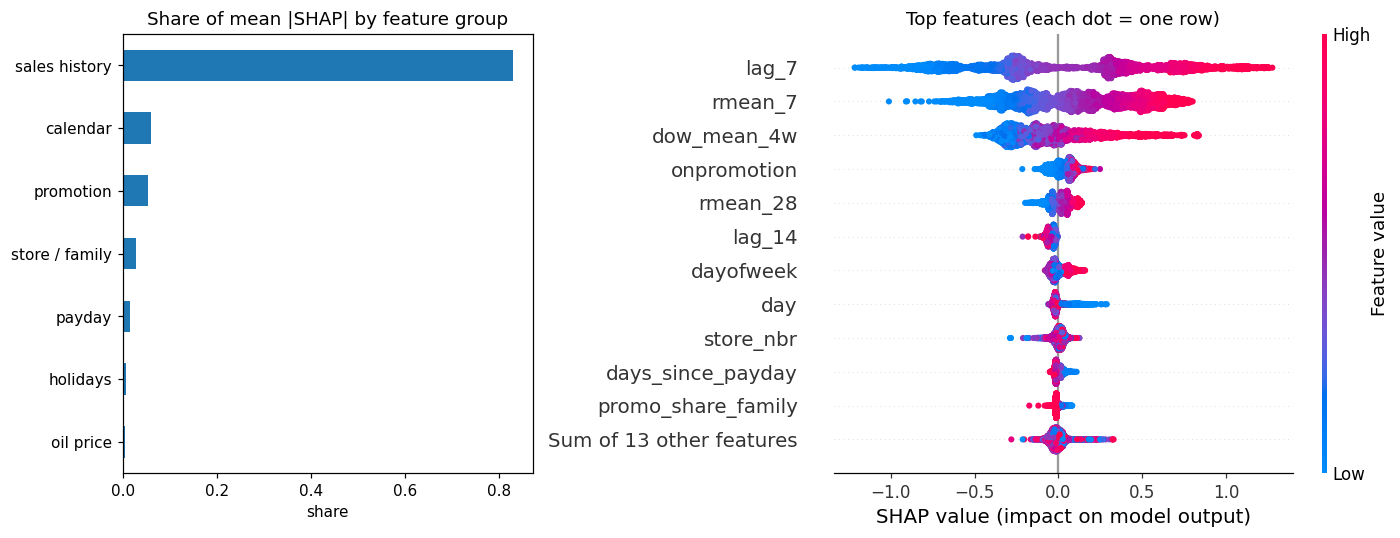 Share of mean |SHAP| by feature group
sales history
calendar
promotion
store / family
payday
holidays
oil price
0.0 0.2 0.4 0.6 0.8
share
Top features (each dot = one row)
lag_7
rmean_7
dow_mean_4w
onpromotion
rmean_28
lag_14
dayofweek
day
store_nbr
days_since_payday
promo_share_family
Sum of 13 other features
−1.0 −0.5 0.0 0.5 1.0
SHAP value (impact on model output)
High
Low
Feature value